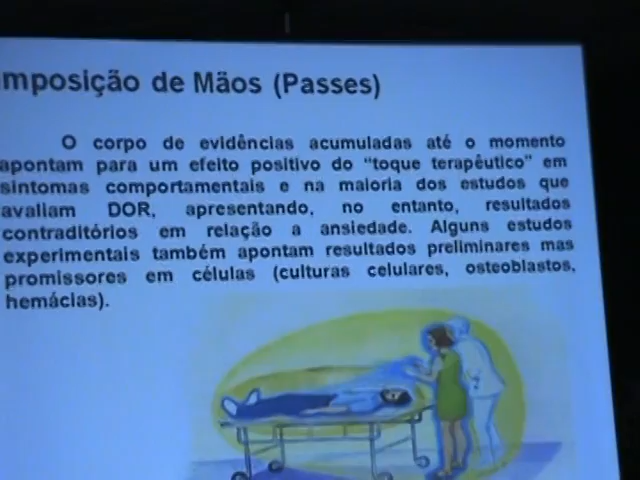 mposição de Mãos (Passes)
O corpo de evidências acumuladas até o momento
apontam para um efeito positivo do "toque terapêutico" em
sintomas comportamentais e na maioria dos estudos que
avaliam DOR, apresentando, no entanto, resultados
contraditórios em relação a ansiedade. Alguns estudos
experimentais também apontam resultados preliminares mas
promissores em células (culturas celulares, osteoblastos,
hemácias).